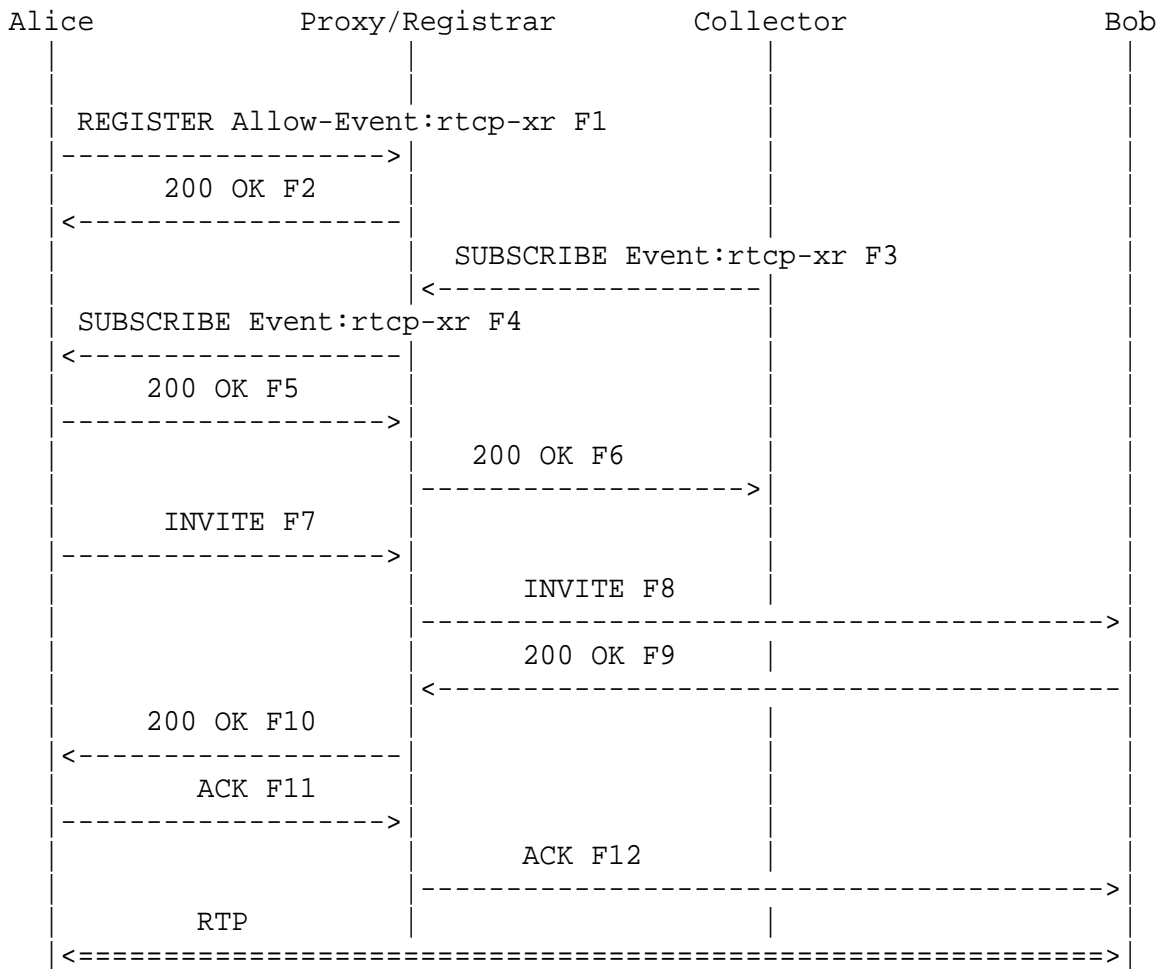 Alice Proxy/Registrar Collector Bob
REGISTER Allow-Event:rtcp-xr F1
200 OK F2
SUBSCRIBE Event:rtcp-xr F3
SUBSCRIBE Event:rtcp-xr F4
200 OK F5
200 OK F6
INVITE F7
INVITE F8
200 OK F9
200 OK F10
ACK F11
ACK F12
RTP